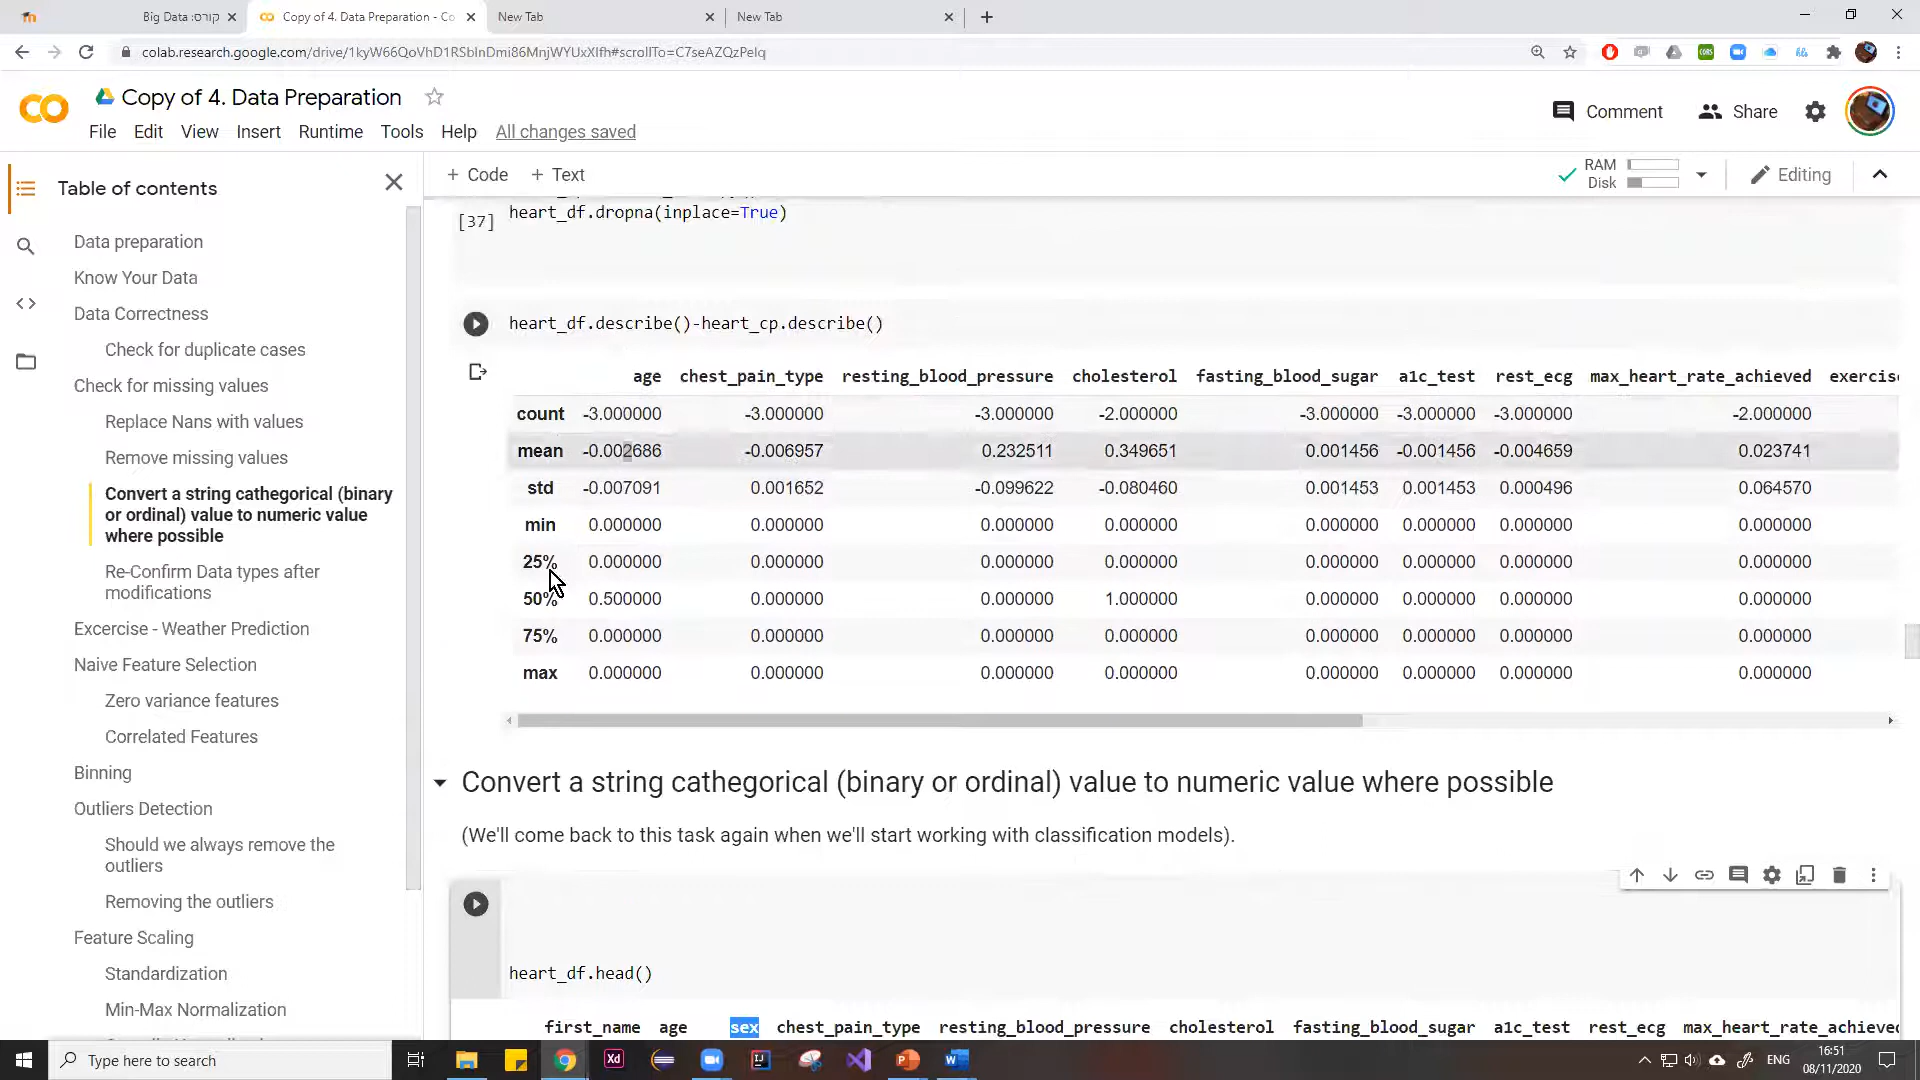 קורס: Big Data
Copy of 4. Data Preparation - Co
New Tab
New Tab
colab.research.google.com/drive/1kyW66QoVhD1RSbInDmi86MnjWYUxXlfh#scrollTo=C7seAZQzPelq
Copy of 4. Data Preparation
Comment
Share
File Edit View Insert Runtime Tools Help All changes saved
Table of contents
+ Code + Text
RAM
Disk
Editing
Data preparation
Know Your Data
Data Correctness
Check for duplicate cases
Check for missing values
Replace Nans with values
Remove missing values
Convert a string cathegorical (binary
or ordinal) value to numeric value
where possible
Re-Confirm Data types after
modifications
Excercise - Weather Prediction
Naive Feature Selection
Zero variance features
Correlated Features
Binning
Outliers Detection
Should we always remove the
outliers
Removing the outliers
Feature Scaling
Standardization
Min-Max Normalization
[37] heart_df.dropna(inplace=True)
heart_df.describe()-heart_cp.describe()
age chest_pain_type resting_blood_pressure cholesterol fasting_blood_sugar a1c_test rest_ecg max_heart_rate_achieved exercise
count -3.000000 -3.000000 -3.000000 -2.000000 -3.000000 -3.000000 -3.000000 -2.000000
mean -0.002686 -0.006957 0.232511 0.349651 0.001456 -0.001456 -0.004659 0.023741
std -0.007091 0.001652 -0.099622 -0.080460 0.001453 0.001453 0.000496 0.064570
min 0.000000 0.000000 0.000000 0.000000 0.000000 0.000000 0.000000 0.000000
25% 0.000000 0.000000 0.000000 0.000000 0.000000 0.000000 0.000000 0.000000
50% 0.500000 0.000000 0.000000 1.000000 0.000000 0.000000 0.000000 0.000000
75% 0.000000 0.000000 0.000000 0.000000 0.000000 0.000000 0.000000 0.000000
max 0.000000 0.000000 0.000000 0.000000 0.000000 0.000000 0.000000 0.000000
Convert a string cathegorical (binary or ordinal) value to numeric value where possible
(We'll come back to this task again when we'll start working with classification models).
heart_df.head()
first_name age sex chest_pain_type resting_blood_pressure cholesterol fasting_blood_sugar a1c_test rest_ecg max_heart_rate_achieved
Type here to search
Xd
ENG
16:51
08/11/2020